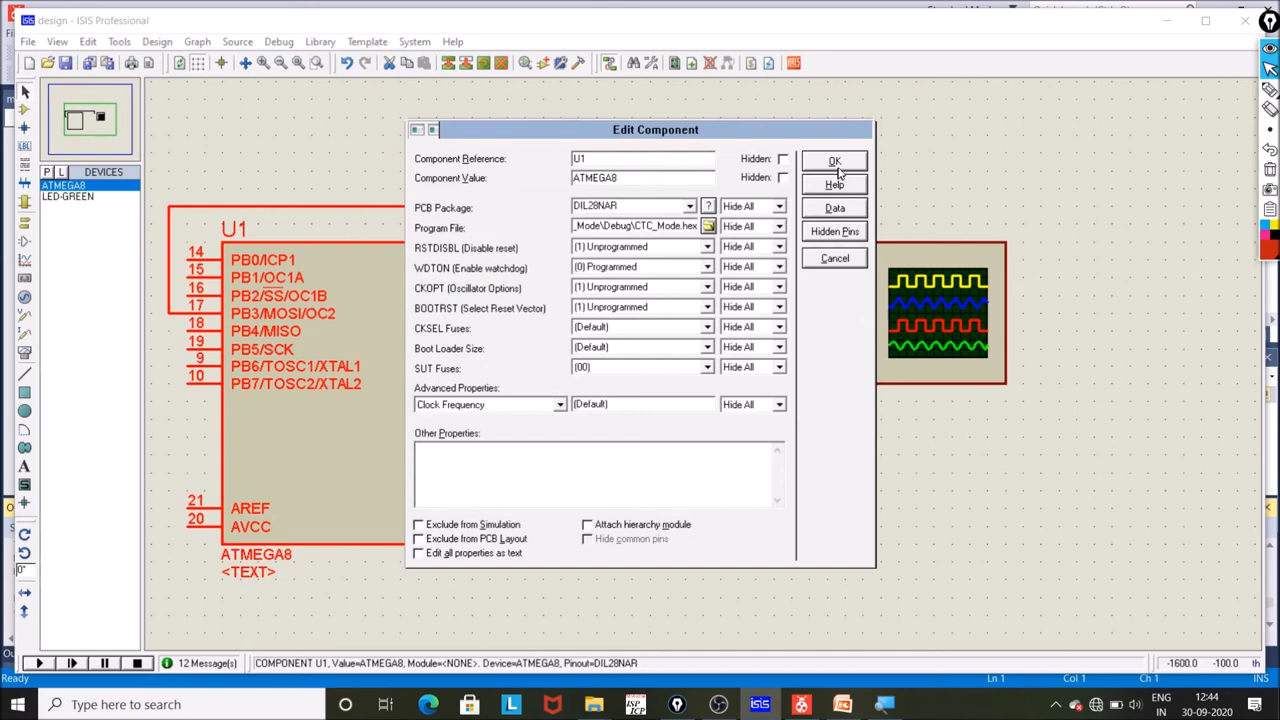 design - ISIS Professional
File View Edit Tools Design Graph Source Debug Library Template System Help
P L DEVICES
ATMEGA8
LED-GREEN
LBL
A
0°
U1
14 PB0/ICP1
15 PB1/OC1A
16 PB2/SS/OC1B
17 PB3/MOSI/OC2
18 PB4/MISO
19 PB5/SCK
9 PB6/TOSC1/XTAL1
10 PB7/TOSC2/XTAL2
21 AREF
20 AVCC
ATMEGA8
<TEXT>
Edit Component
Component Reference: U1 Hidden:
Component Value: ATMEGA8 Hidden:
PCB Package: DIL28NAR ? Hide All
Program File: _Mode\Debug\CTC_Mode.hex Hide All
RSTDISBL (Disable reset) (1) Unprogrammed Hide All
WDTON (Enable watchdog) (0) Programmed Hide All
CKOPT (Oscillator Options) (1) Unprogrammed Hide All
BOOTRST (Select Reset Vector) (1) Unprogrammed Hide All
CKSEL Fuses: (Default) Hide All
Boot Loader Size: (Default) Hide All
SUT Fuses: (00) Hide All
Advanced Properties:
Clock Frequency (Default) Hide All
Other Properties:
Exclude from Simulation Attach hierarchy module
Exclude from PCB Layout Hide common pins
Edit all properties as text
OK
Help
Data
Hidden Pins
Cancel
12 Message(s) COMPONENT U1, Value=ATMEGA8, Module=<NONE>. Device=ATMEGA8, Pinout=DIL28NAR -1600.0 -100.0 th
Ready Ln 1 Col 1 Ch 1 INS
Type here to search L ISP ICP isis ENG IN 12:44 30-09-2020